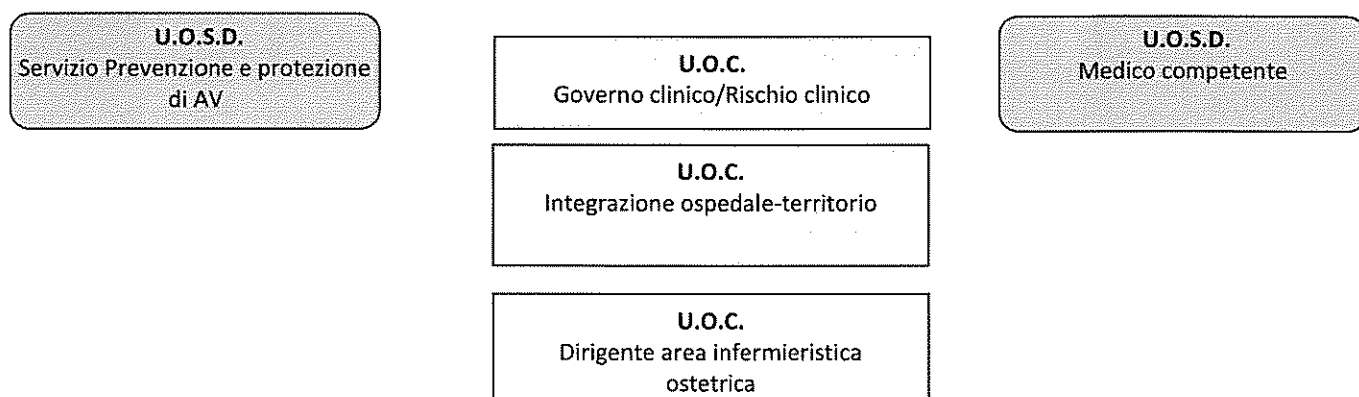 U.O.S.D.
Servizio Prevenzione e protezione
di AV
U.O.C.
Governo clinico/Rischio clinico
U.O.S.D.
Medico competente
U.O.C.
Integrazione ospedale-territorio
U.O.C.
Dirigente area infermieristica
ostetrica